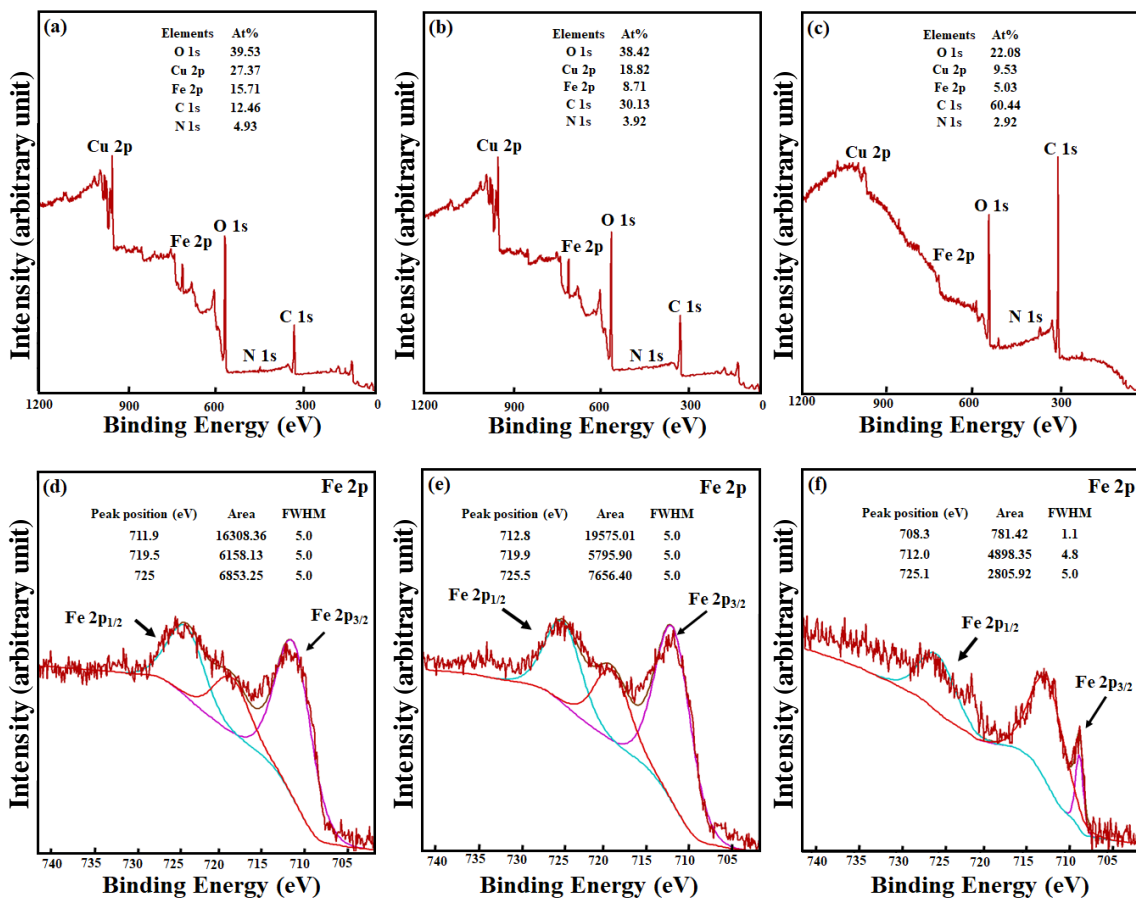 (a)
Elements At%
O 1s 39.53
Cu 2p 27.37
Fe 2p 15.71
C 1s 12.46
N 1s 4.93
Cu 2p
O 1s
Fe 2p
C 1s
N 1s
Intensity (arbitrary unit)
1200 900 600 300 0
Binding Energy (eV)
(b)
Elements At%
O 1s 38.42
Cu 2p 18.82
Fe 2p 8.71
C 1s 30.13
N 1s 3.92
Cu 2p
O 1s
Fe 2p
C 1s
N 1s
Intensity (arbitrary unit)
1200 900 600 300 0
Binding Energy (eV)
(c)
Elements At%
O 1s 22.08
Cu 2p 9.53
Fe 2p 5.03
C 1s 60.44
N 1s 2.92
Cu 2p
C 1s
O 1s
Fe 2p
N 1s
Intensity (arbitrary unit)
1200 900 600 300
Binding Energy (eV)
(d) Fe 2p
Peak position (eV) Area FWHM
711.9 16308.36 5.0
719.5 6158.13 5.0
725 6853.25 5.0
Fe 2p1/2
Fe 2p3/2
Intensity (arbitrary unit)
740 735 730 725 720 715 710 705
Binding Energy (eV)
(e) Fe 2p
Peak position (eV) Area FWHM
712.8 19575.01 5.0
719.9 5795.90 5.0
725.5 7656.40 5.0
Fe 2p1/2
Fe 2p3/2
Intensity (arbitrary unit)
740 735 730 725 720 715 710 705
Binding Energy (eV)
(f) Fe 2p
Peak position (eV) Area FWHM
708.3 781.42 1.1
712.0 4898.35 4.8
725.1 2805.92 5.0
Fe 2p1/2
Fe 2p3/2
Intensity (arbitrary unit)
740 735 730 725 720 715 710 705
Binding Energy (eV)